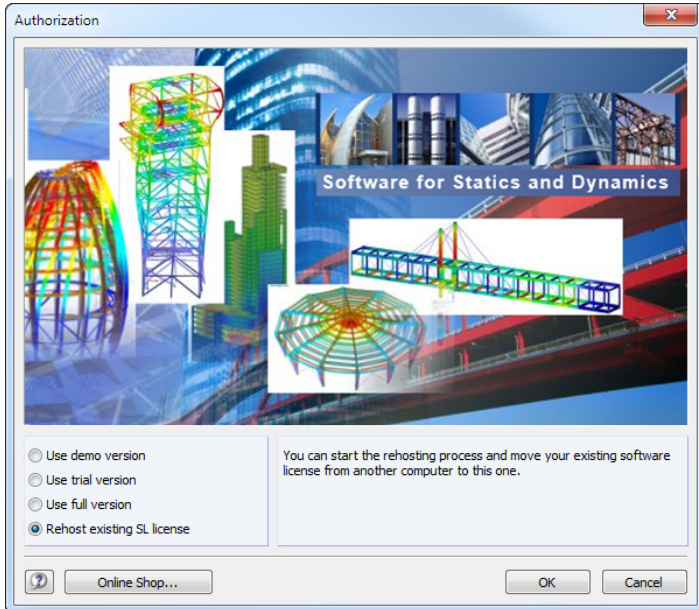 Authorization
Software for Statics and Dynamics
Use demo version
Use trial version
Use full version
Rehost existing SL license
You can start the rehosting process and move your existing software
license from another computer to this one.
Online Shop...
OK
Cancel